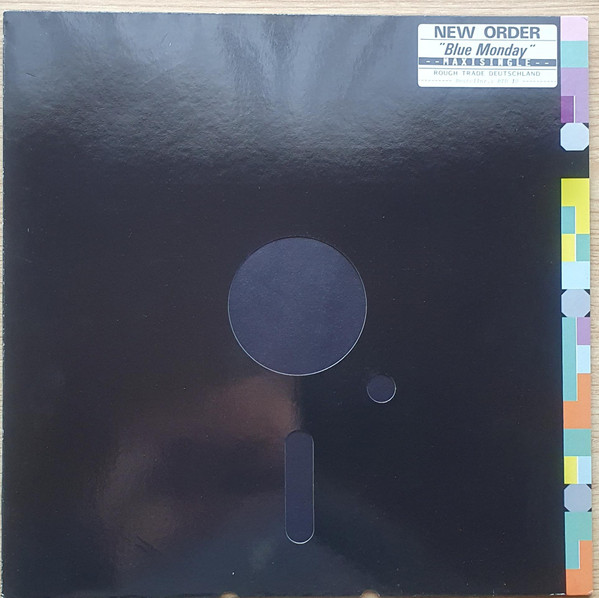 NEW ORDER
"Blue Monday"
--MAXISINGLE--
ROUGH TRADE DEUTSCHLAND